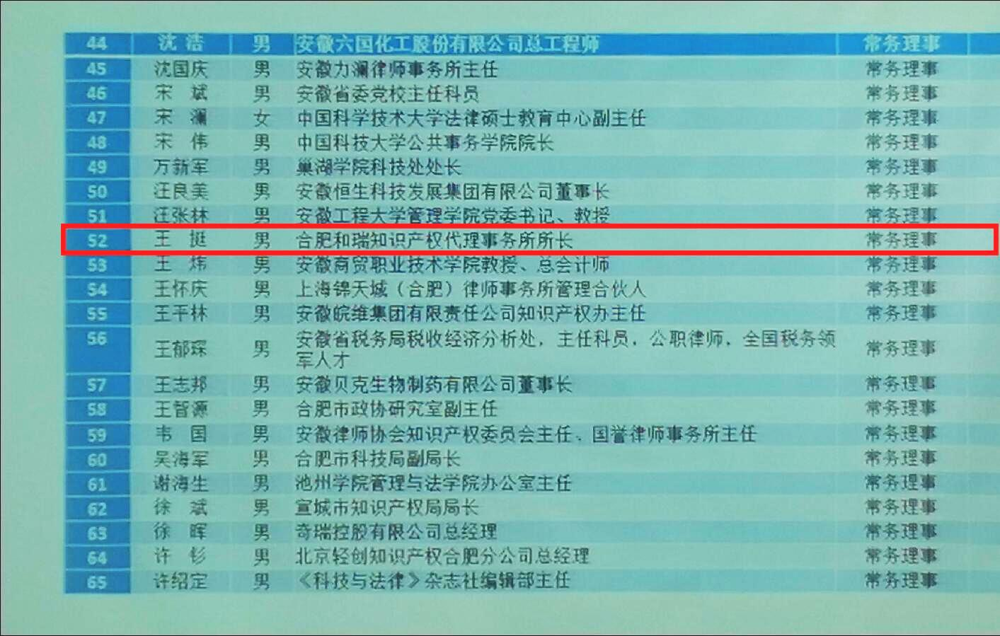 44 沈 浩 男 安徽六国化工股份有限公司总工程师 常务理事
45 沈国庆 男 安徽力澜律师事务所主任 常务理事
46 宋 斌 男 安徽省委党校主任科员 常务理事
47 宋 澜 女 中国科学技术大学法律硕士教育中心副主任 常务理事
48 宋 伟 男 中国科技大学公共事务学院院长 常务理事
49 万新军 男 巢湖学院科技处处长 常务理事
50 汪良美 男 安徽恒生科技发展集团有限公司董事长 常务理事
51 汪张林 男 安徽工程大学管理学院党委书记、教授 常务理事
52 王 挺 男 合肥和瑞知识产权代理事务所所长 常务理事
53 王 炜 男 安徽商贸职业技术学院教授、总会计师 常务理事
54 王怀庆 男 上海锦天城（合肥）律师事务所管理合伙人 常务理事
55 王平林 男 安徽皖维集团有限责任公司知识产权办主任 常务理事
56 王郁琛 男 安徽省税务局税收经济分析处，主任科员，公职律师，全国税务领 常务理事
军人才
57 王志邦 男 安徽贝克生物制药有限公司董事长 常务理事
58 王智源 男 合肥市政协研究室副主任 常务理事
59 韦 国 男 安徽律师协会知识产权委员会主任、国誉律师事务所主任 常务理事
60 吴海军 男 合肥市科技局副局长 常务理事
61 谢海生 男 池州学院管理与法学院办公室主任 常务理事
62 徐 斌 男 宣城市知识产权局局长 常务理事
63 徐 晖 男 奇瑞控股有限公司总经理 常务理事
64 许 钐 男 北京轻创知识产权合肥分公司总经理 常务理事
65 许绍定 男 《科技与法律》杂志社编辑部主任 常务理事